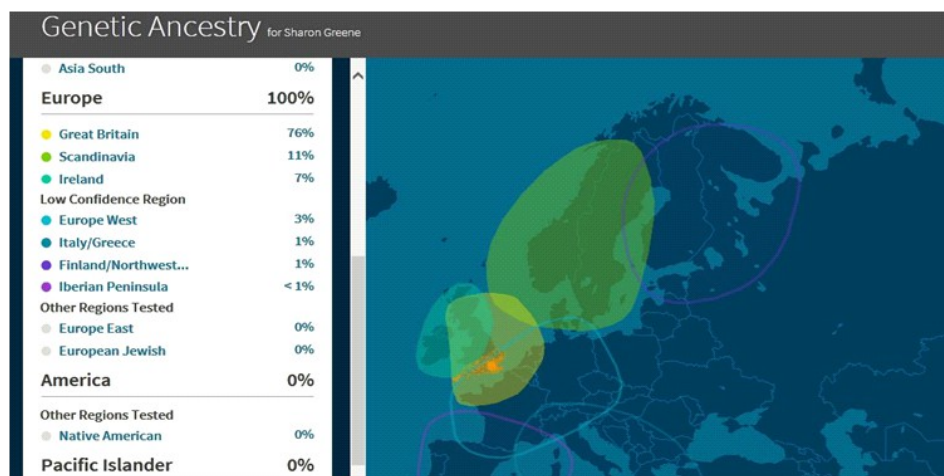 Genetic Ancestry for Sharon Greene
Asia South 0%
Europe 100%
Great Britain 76%
Scandinavia 11%
Ireland 7%
Low Confidence Region
Europe West 3%
Italy/Greece 1%
Finland/Northwest... 1%
Iberian Peninsula <1%
Other Regions Tested
Europe East 0%
European Jewish 0%
America 0%
Other Regions Tested
Native American 0%
Pacific Islander 0%